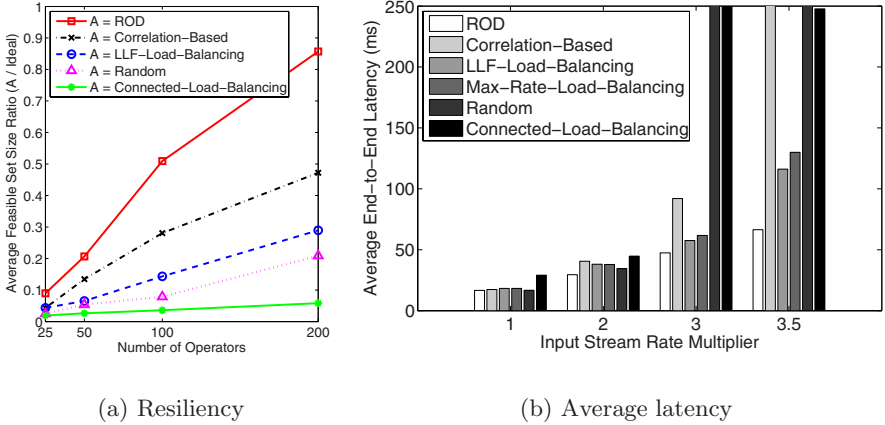 Average Feasible Set Size Ratio (A / Ideal)
1
0.9
0.8
0.7
0.6
0.5
0.4
0.3
0.2
0.1
0
25
50
100
200
Number of Operators
A = ROD
A = Correlation-Based
A = LLF-Load-Balancing
A = Random
A = Connected-Load-Balancing
(a) Resiliency
Average End-to-End Latency (ms)
250
200
150
100
50
0
1
2
3
3.5
Input Stream Rate Multiplier
ROD
Correlation-Based
LLF-Load-Balancing
Max-Rate-Load-Balancing
Random
Connected-Load-Balancing
(b) Average latency